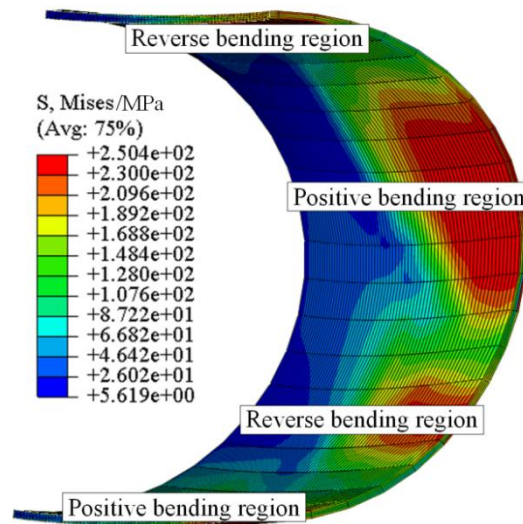 Reverse bending region
S, Mises/MPa
(Avg: 75%)
+2.504e+02
+2.300e+02
+2.096e+02
+1.892e+02
+1.688e+02
+1.484e+02
+1.280e+02
+1.076e+02
+8.722e+01
+6.682e+01
+4.642e+01
+2.602e+01
+5.619e+00
Positive bending region
Reverse bending region
Positive bending region